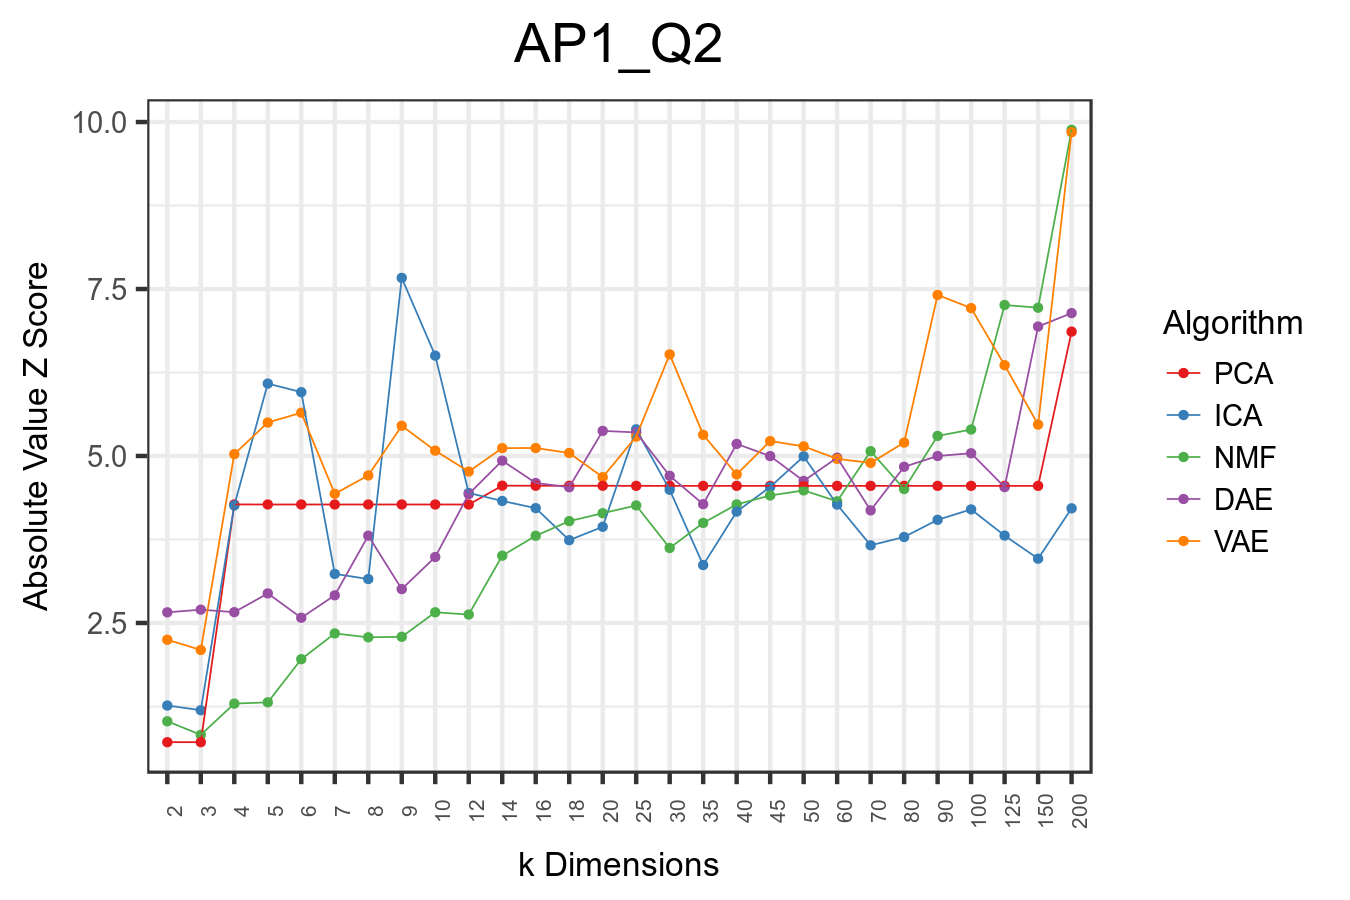 AP1_Q2
Absolute Value Z Score
10.0
7.5
5.0
2.5
2 3 4 5 6 7 8 9 10 12 14 16 18 20 25 30 35 40 45 50 60 70 80 90 100 125 150 200
k Dimensions
Algorithm
PCA
ICA
NMF
DAE
VAE